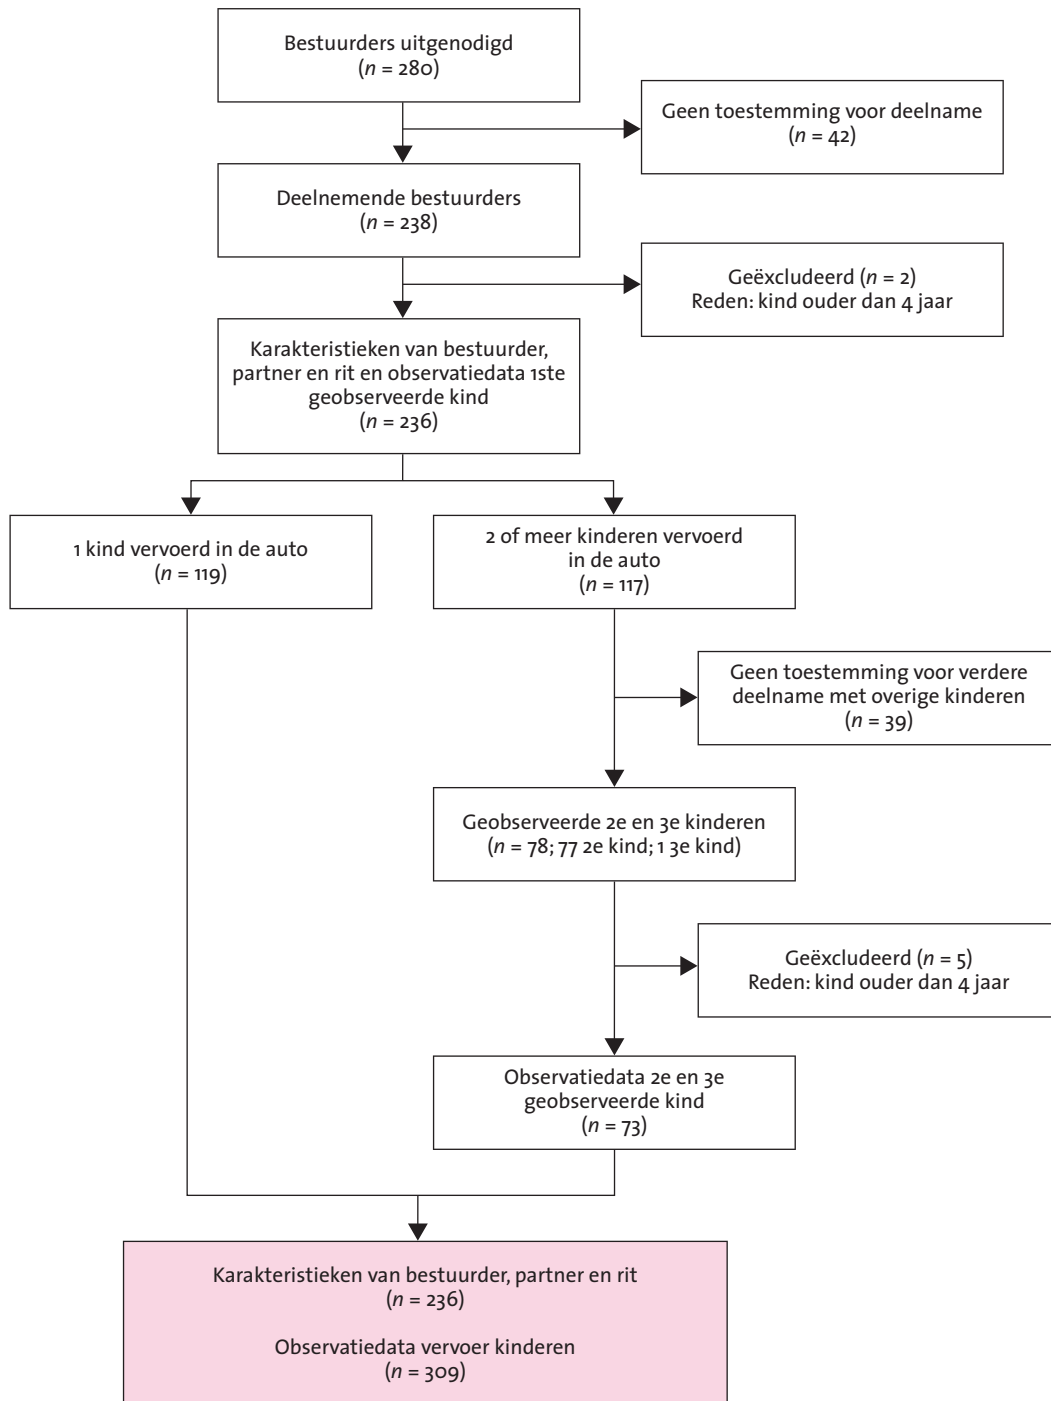 Bestuurders uitgenodigd
(n = 280)
Geen toestemming voor deelname
(n = 42)
Deelnemende bestuurders
(n = 238)
Geëxcludeerd (n = 2)
Reden: kind ouder dan 4 jaar
Karakteristieken van bestuurder,
partner en rit en observatiedata 1ste
geobserveerde kind
(n = 236)
1 kind vervoerd in de auto
(n = 119)
2 of meer kinderen vervoerd
in de auto
(n = 117)
Geen toestemming voor verdere
deelname met overige kinderen
(n = 39)
Geobserveerde 2e en 3e kinderen
(n = 78; 77 2e kind; 1 3e kind)
Geëxcludeerd (n = 5)
Reden: kind ouder dan 4 jaar
Observatiedata 2e en 3e
geobserveerde kind
(n = 73)
Karakteristieken van bestuurder, partner en rit
(n = 236)
Observatiedata vervoer kinderen
(n = 309)